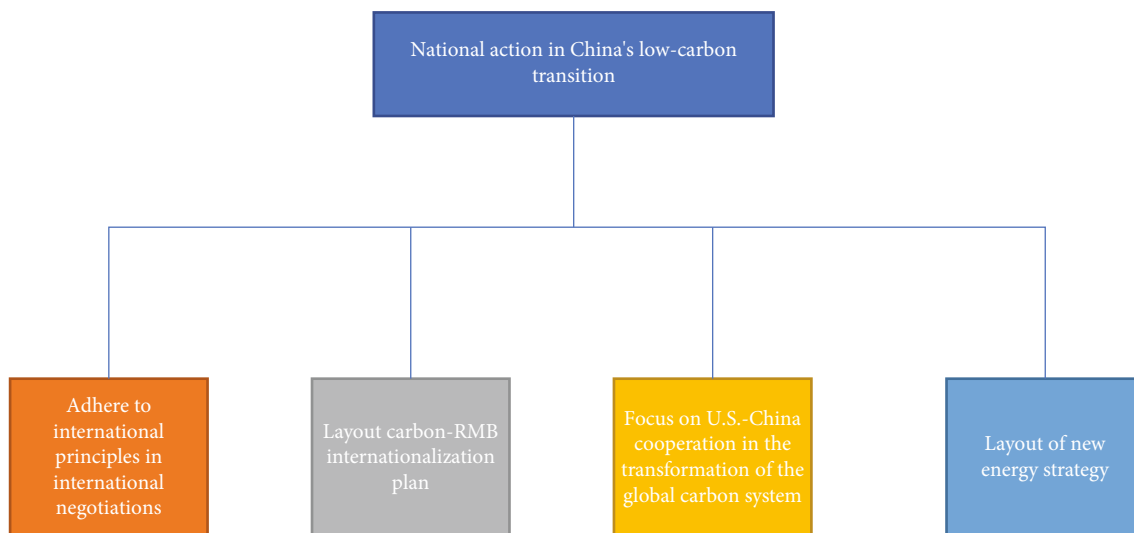 National action in China's low-carbon
transition
Adhere to
international
principles in
international
negotiations
Layout carbon-RMB
internationalization
plan
Focus on U.S.-China
cooperation in the
transformation of the
global carbon system
Layout of new
energy strategy